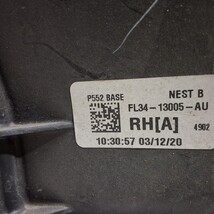 P552 BASE NEST B
FL34-13005-AU
RH[A] 4902
10:30:57 03/12/20